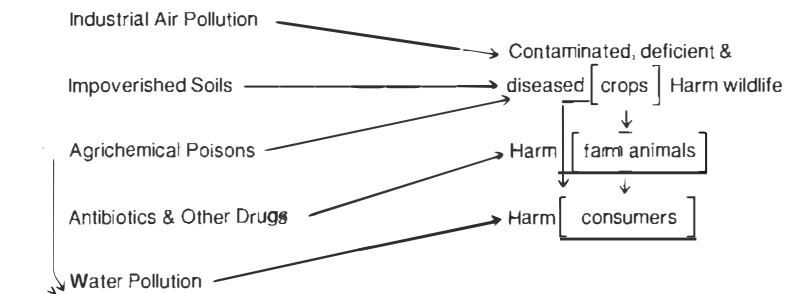 Industrial Air Pollution
Contaminated, deficient &
Impoverished Soils diseased [crops] Harm wildlife
Agrichemical Poisons Harm [farm animals]
Antibiotics & Other Drugs Harm [consumers]
Water Pollution